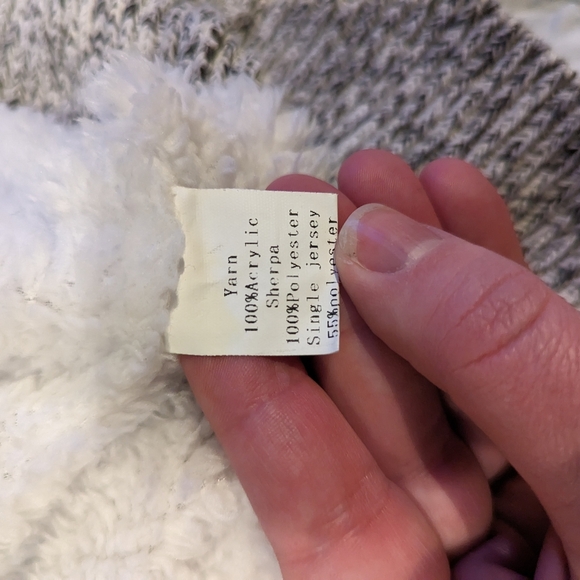 Yarn
100%Acrylic
Sherpa
100%Polyester
Single jersey
55%polyester